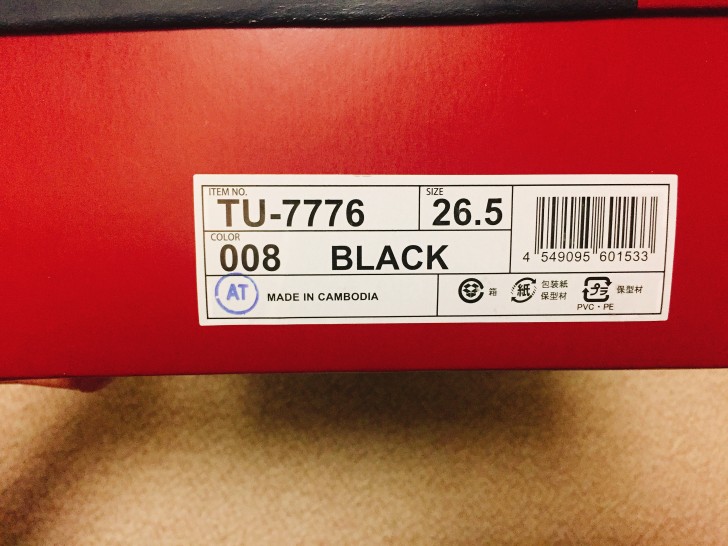 ITEM NO.
TU-7776
SIZE
26.5
COLOR
008 BLACK
4 549095 601533
AT
MADE IN CAMBODIA
箱
紙
包装紙
保型材
プラ
保型材
PVC・PE